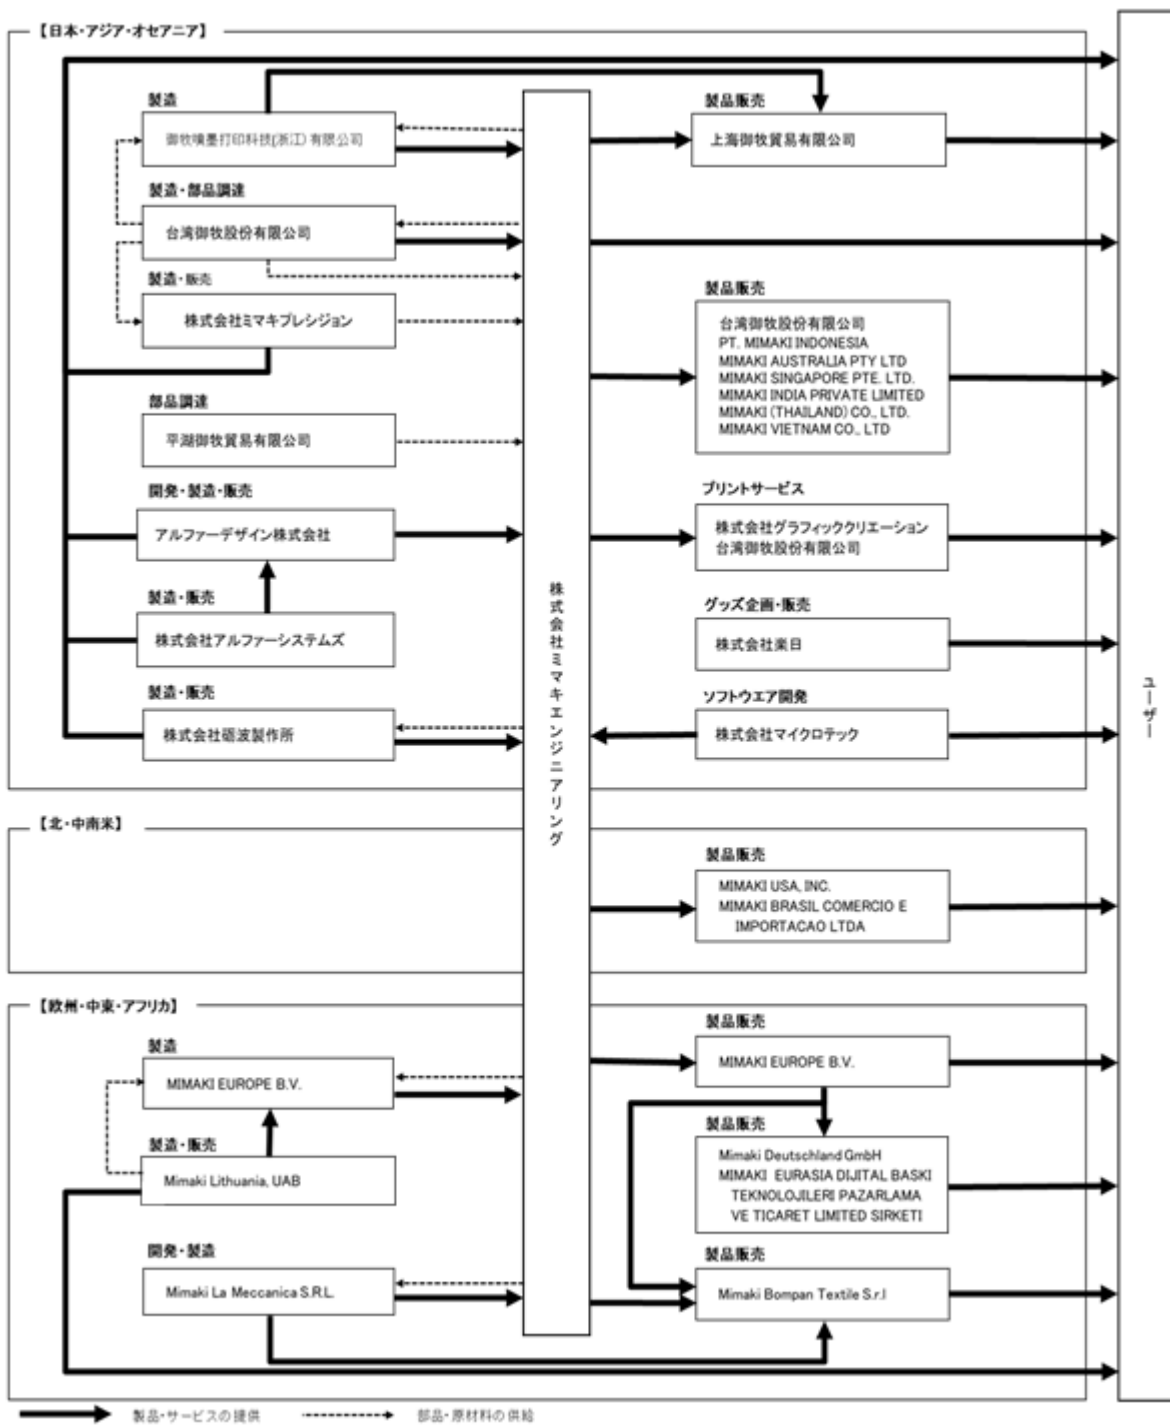 【日本・アジア・オセアニア】
製造
御牧噴墨打印科技(浙江)有限公司
製造・部品調達
台湾御牧股份有限公司
製造・販売
株式会社ミマキプレシジョン
部品調達
平湖御牧貿易有限公司
開発・製造・販売
アルファーデザイン株式会社
製造・販売
株式会社アルファーシステムズ
製造・販売
株式会社砺波製作所
株式会社ミマキエンジニアリング
製品販売
上海御牧貿易有限公司
製品販売
台湾御牧股份有限公司
PT. MIMAKI INDONESIA
MIMAKI AUSTRALIA PTY LTD
MIMAKI SINGAPORE PTE. LTD.
MIMAKI INDIA PRIVATE LIMITED
MIMAKI (THAILAND) CO., LTD.
MIMAKI VIETNAM CO., LTD
プリントサービス
株式会社グラフィッククリエーション
台湾御牧股份有限公司
グッズ企画・販売
株式会社楽日
ソフトウエア開発
株式会社マイクロテック
ユーザー
【北・中南米】
製品販売
MIMAKI USA, INC.
MIMAKI BRASIL COMERCIO E
IMPORTACAO LTDA
【欧州・中東・アフリカ】
製造
MIMAKI EUROPE B.V.
製造・販売
Mimaki Lithuania, UAB
開発・製造
Mimaki La Meccanica S.R.L.
製品販売
MIMAKI EUROPE B.V.
製品販売
Mimaki Deutschland GmbH
MIMAKI EURASIA DIJITAL BASKI
TEKNOLOJILERI PAZARLAMA
VE TICARET LIMITED SIRKETI
製品販売
Mimaki Bompan Textile S.r.l
製品・サービスの提供
部品・原材料の供給